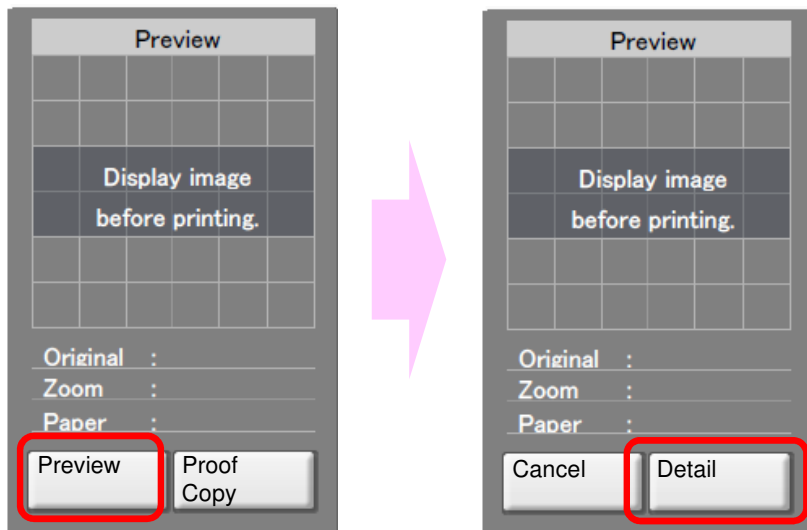 Preview
Display image
before printing.
Original :
Zoom :
Paper :
Preview
Proof
Copy
Preview
Display image
before printing.
Original :
Zoom :
Paper :
Cancel
Detail